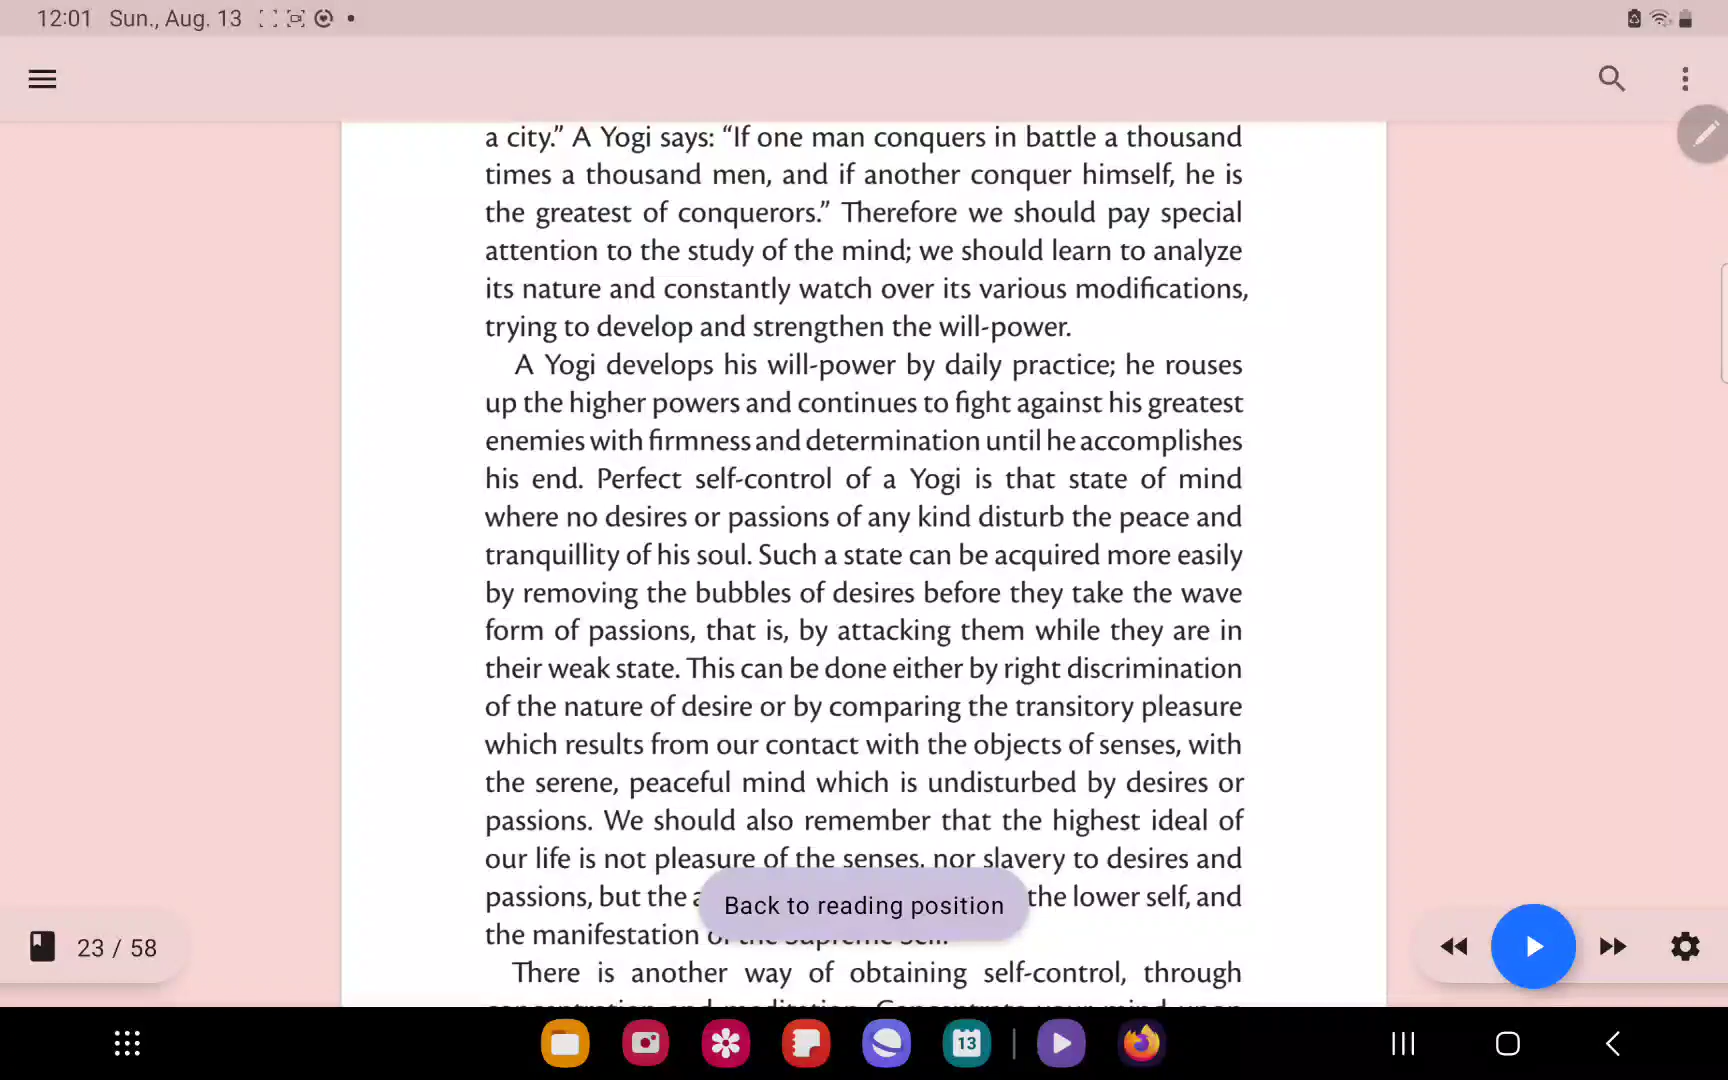 12:01 Sun., Aug. 13
a city.” A Yogi says: “If one man conquers in battle a thousand
times a thousand men, and if another conquer himself, he is
the greatest of conquerors.” Therefore we should pay special
attention to the study of the mind; we should learn to analyze
its nature and constantly watch over its various modifications,
trying to develop and strengthen the will-power.
A Yogi develops his will-power by daily practice; he rouses
up the higher powers and continues to fight against his greatest
enemies with firmness and determination until he accomplishes
his end. Perfect self-control of a Yogi is that state of mind
where no desires or passions of any kind disturb the peace and
tranquillity of his soul. Such a state can be acquired more easily
by removing the bubbles of desires before they take the wave
form of passions, that is, by attacking them while they are in
their weak state. This can be done either by right discrimination
of the nature of desire or by comparing the transitory pleasure
which results from our contact with the objects of senses, with
the serene, peaceful mind which is undisturbed by desires or
passions. We should also remember that the highest ideal of
our life is not pleasure of the senses, nor slavery to desires and
passions, but the the lower self, and
Back to reading position
the manifestation of the Supreme Self.
23 / 58
There is another way of obtaining self-control, through
concentration and meditation. Concentrate your mind upon
13